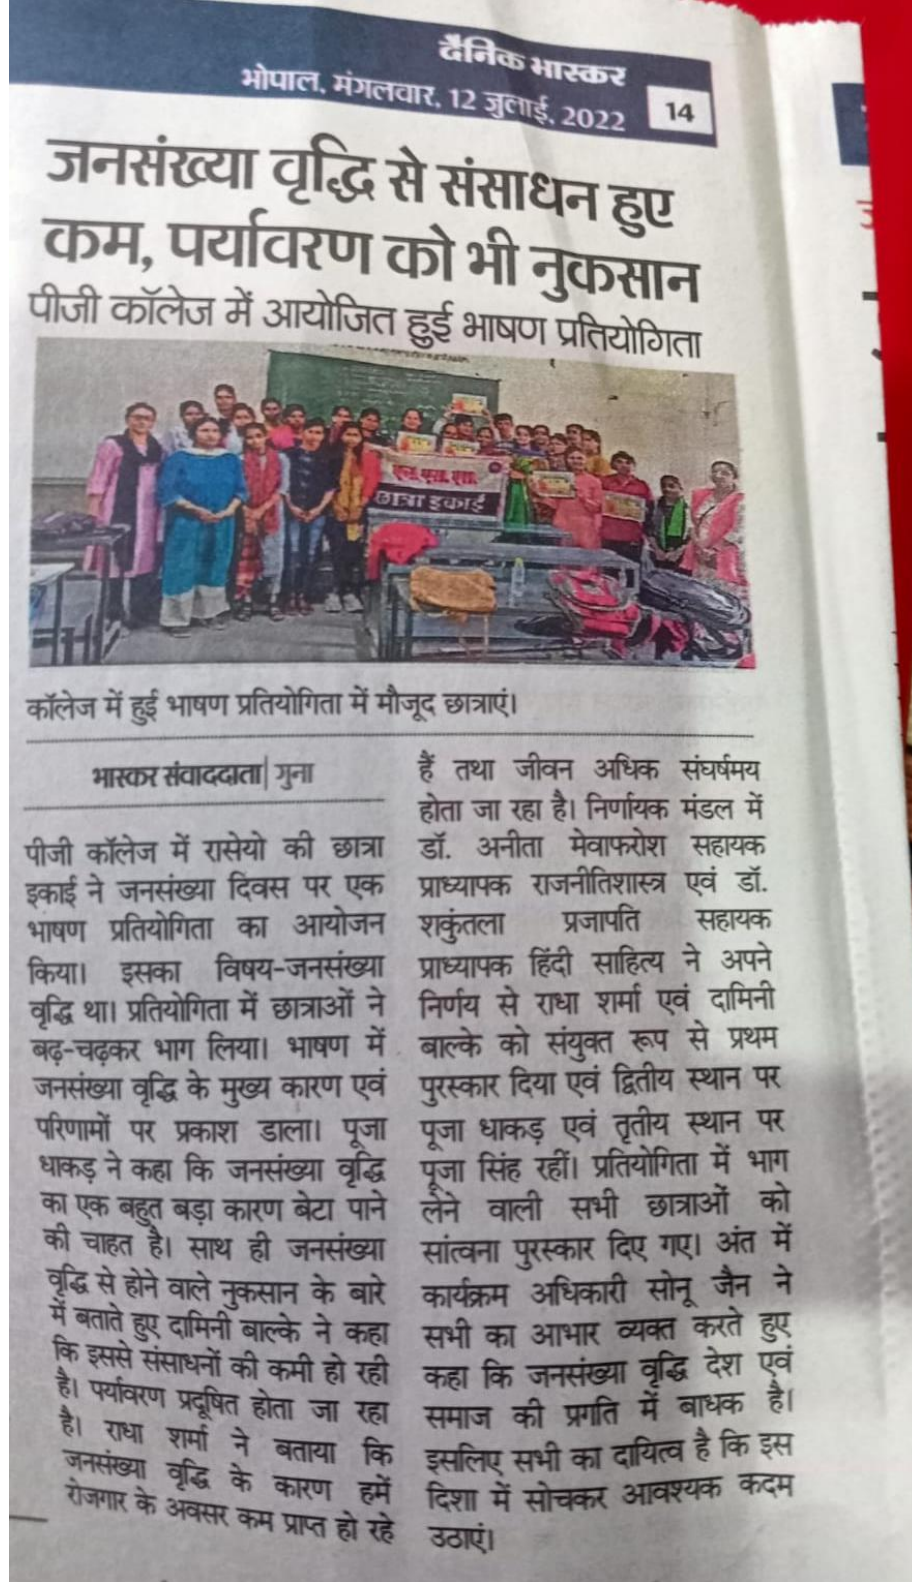 दैनिक भास्कर
भोपाल, मंगलवार, 12 जुलाई, 2022
14
जनसंख्या वृद्धि से संसाधन हुए
कम, पर्यावरण को भी नुकसान
पीजी कॉलेज में आयोजित हुई भाषण प्रतियोगिता
एन.एस.एस.
छात्रा इकाई
कॉलेज में हुई भाषण प्रतियोगिता में मौजूद छात्राएं।
भास्कर संवाददाता| गुना
पीजी कॉलेज में रासेयो की छात्रा
इकाई ने जनसंख्या दिवस पर एक
भाषण प्रतियोगिता का आयोजन
किया। इसका विषय-जनसंख्या
वृद्धि था। प्रतियोगिता में छात्राओं ने
बढ़-चढ़कर भाग लिया। भाषण में
जनसंख्या वृद्धि के मुख्य कारण एवं
परिणामों पर प्रकाश डाला। पूजा
धाकड़ ने कहा कि जनसंख्या वृद्धि
का एक बहुत बड़ा कारण बेटा पाने
की चाहत है। साथ ही जनसंख्या
वृद्धि से होने वाले नुकसान के बारे
में बताते हुए दामिनी बाल्के ने कहा
कि इससे संसाधनों की कमी हो रही
है। पर्यावरण प्रदूषित होता जा रहा
है। राधा शर्मा ने बताया कि
जनसंख्या वृद्धि के कारण हमें
रोजगार के अवसर कम प्राप्त हो रहे
हैं तथा जीवन अधिक संघर्षमय
होता जा रहा है। निर्णायक मंडल में
डॉ. अनीता मेवाफरोश सहायक
प्राध्यापक राजनीतिशास्त्र एवं डॉ.
शकुंतला प्रजापति सहायक
प्राध्यापक हिंदी साहित्य ने अपने
निर्णय से राधा शर्मा एवं दामिनी
बाल्के को संयुक्त रूप से प्रथम
पुरस्कार दिया एवं द्वितीय स्थान पर
पूजा धाकड़ एवं तृतीय स्थान पर
पूजा सिंह रहीं। प्रतियोगिता में भाग
लेने वाली सभी छात्राओं को
सांत्वना पुरस्कार दिए गए। अंत में
कार्यक्रम अधिकारी सोनू जैन ने
सभी का आभार व्यक्त करते हुए
कहा कि जनसंख्या वृद्धि देश एवं
समाज की प्रगति में बाधक है।
इसलिए सभी का दायित्व है कि इस
दिशा में सोचकर आवश्यक कदम
उठाएं।